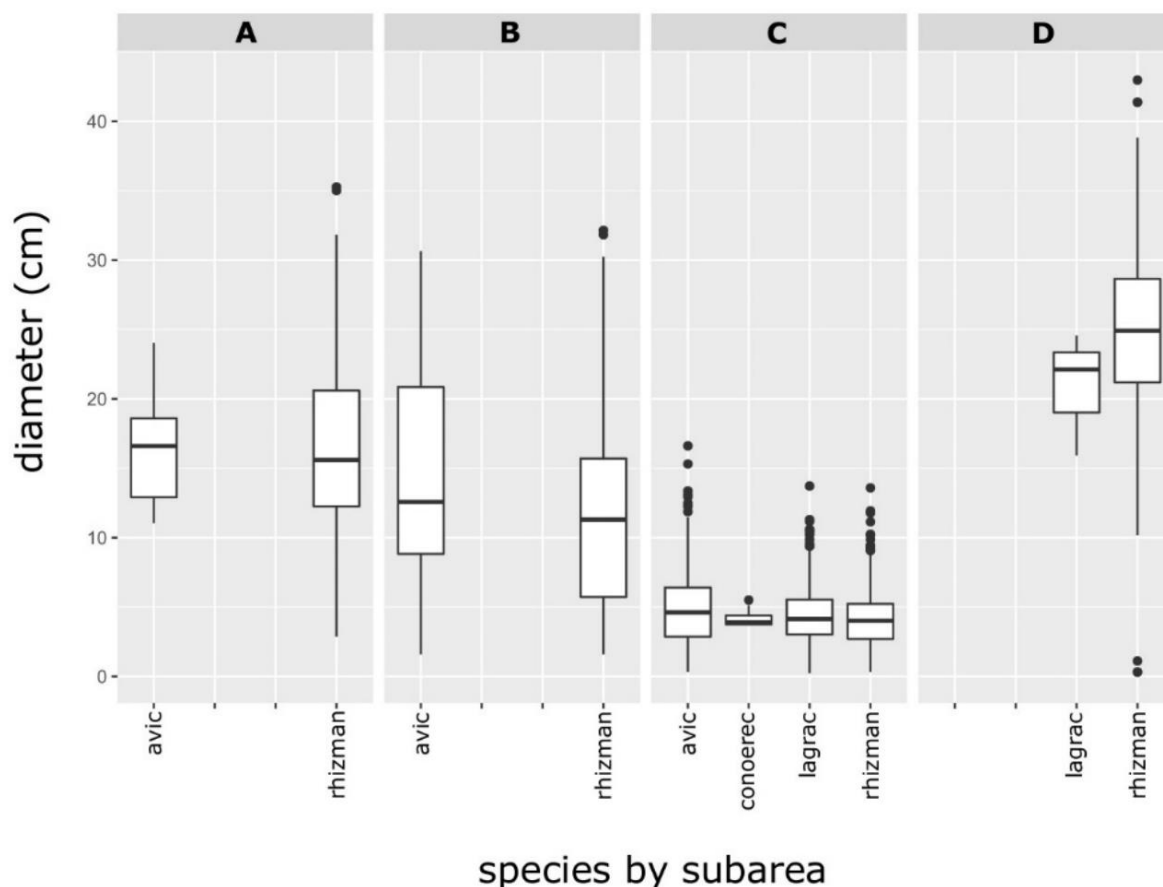 A B C D
diameter (cm)
40
30
20
10
0
avic rhizman avic rhizman avic conoerec lagrac rhizman lagrac rhizman
species by subarea